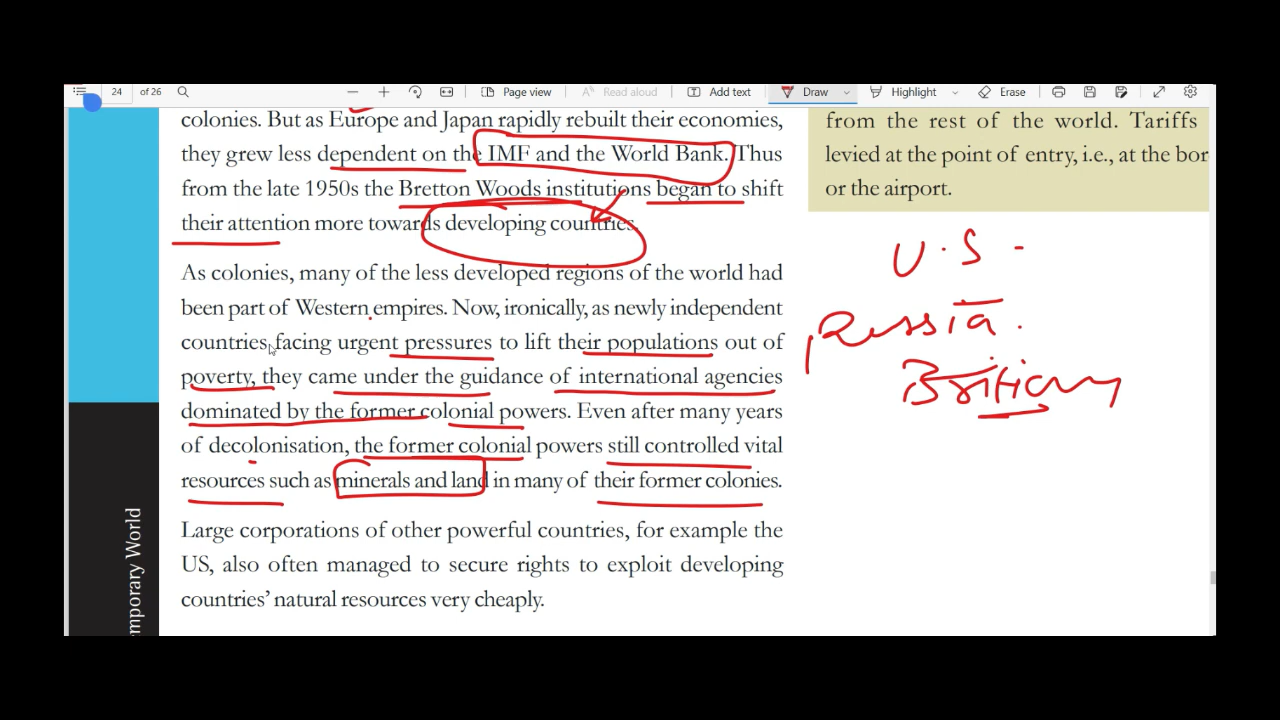 24 of 26 Page view Read aloud Add text Draw Highlight Erase
colonies. But as Europe and Japan rapidly rebuilt their economies,
they grew less dependent on the IMF and the World Bank. Thus
from the late 1950s the Bretton Woods institutions began to shift
their attention more towards developing countries.
As colonies, many of the less developed regions of the world had
been part of Western empires. Now, ironically, as newly independent
countries facing urgent pressures to lift their populations out of
poverty, they came under the guidance of international agencies
dominated by the former colonial powers. Even after many years
of decolonisation, the former colonial powers still controlled vital
resources such as minerals and land in many of their former colonies.
Large corporations of other powerful countries, for example the
US, also often managed to secure rights to exploit developing
countries' natural resources very cheaply.
from the rest of the world. Tariffs
levied at the point of entry, i.e., at the bor
or the airport.
U.S -
Russia.
mporary World